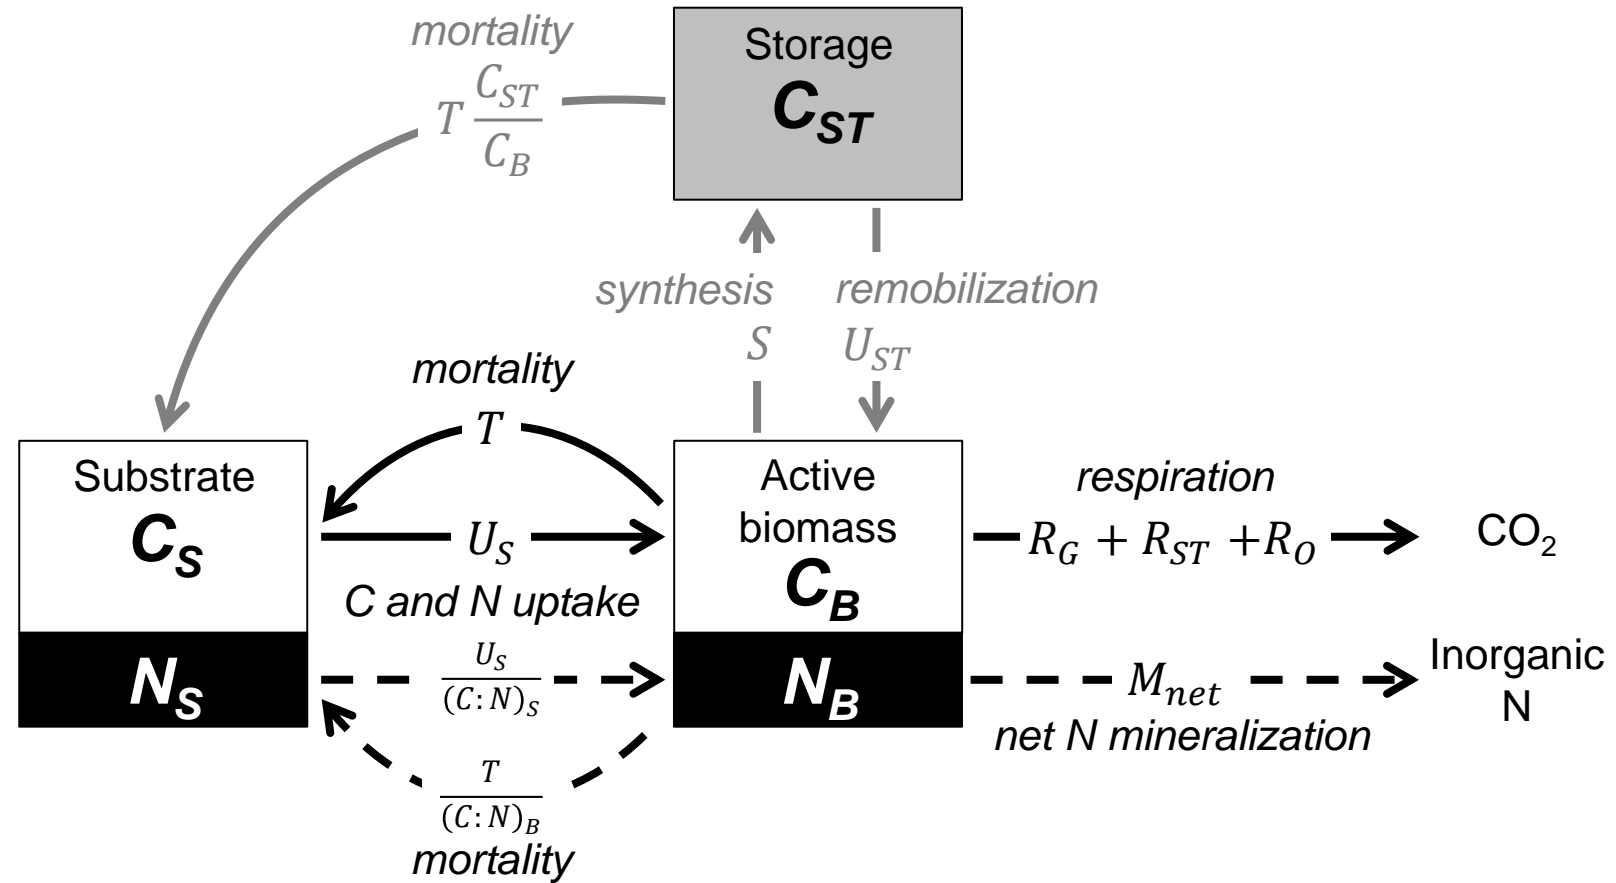 mortality
T C_ST / C_B
Storage
C_ST
synthesis
S
remobilization
U_ST
mortality
T
Substrate
C_S
N_S
U_S
C and N uptake
U_S / (C:N)_S
T / (C:N)_B
mortality
Active
biomass
C_B
N_B
respiration
R_G + R_ST +R_O
CO₂
M_net
net N mineralization
Inorganic
N